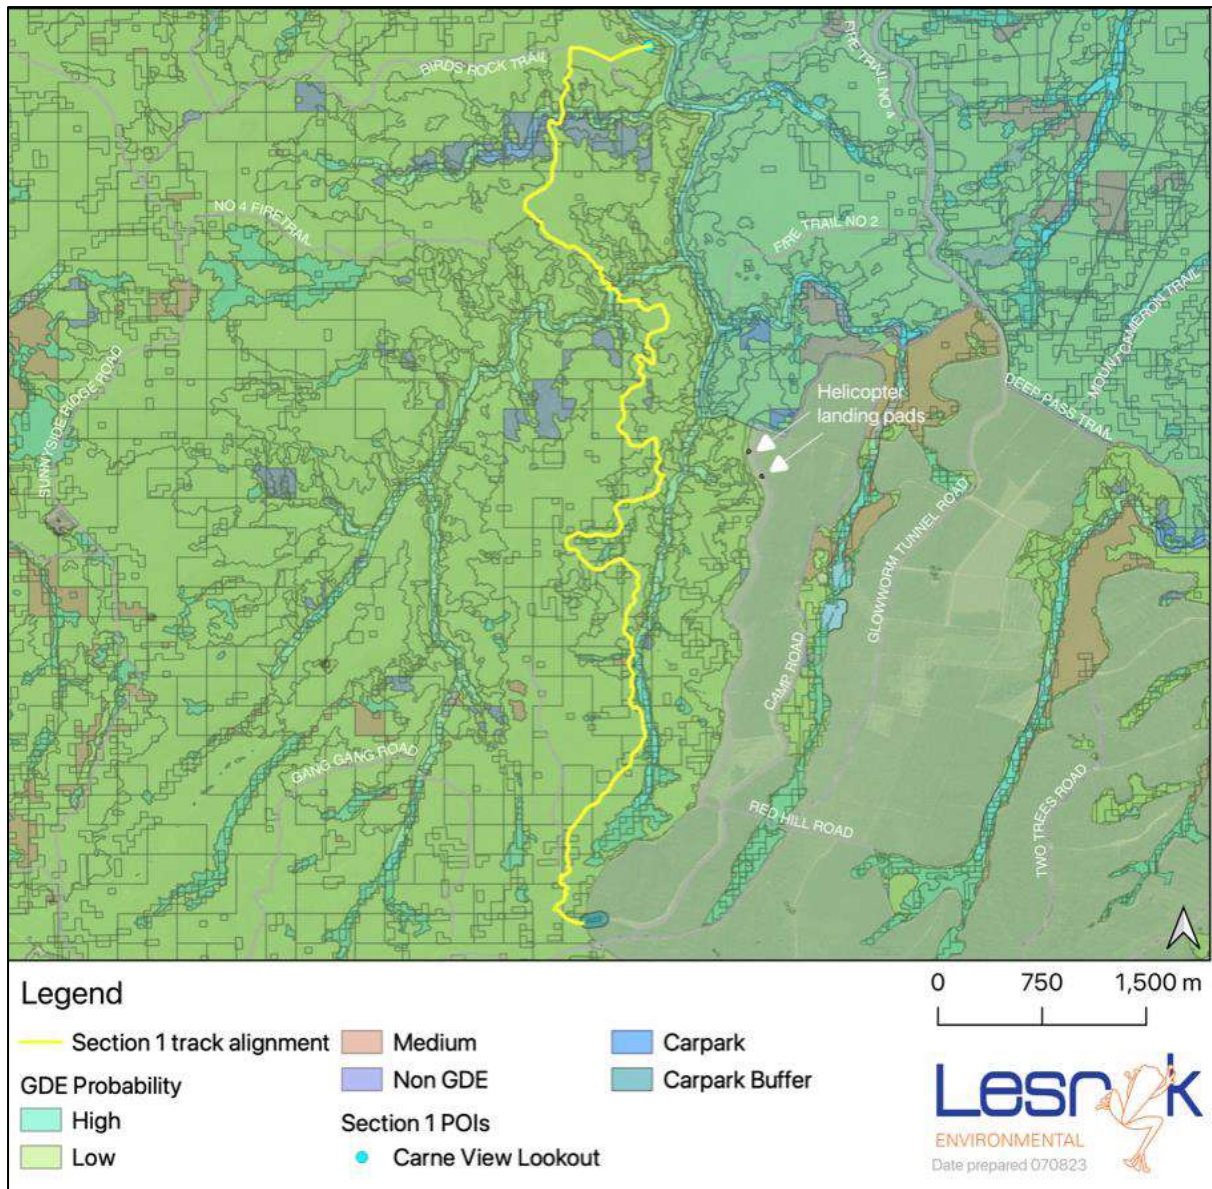 BIRDS ROCK TRAIL
FIRE TRAIL NO 4
NO 4 FIRETRAIL
FIRE TRAIL NO 2
MOUNT CAMERON TRAIL
SUNNYSIDE RIDGE ROAD
DEEP PASS TRAIL
Helicopter
landing pads
GLOWWORM TUNNEL ROAD
CAMP ROAD
GANG GANG ROAD
RED HILL ROAD
TWO TREES ROAD
Legend
Section 1 track alignment
GDE Probability
High
Low
Medium
Non GDE
Section 1 POIs
Carne View Lookout
Carpark
Carpark Buffer
0 750 1,500 m
Lesryk
ENVIRONMENTAL
Date prepared 070823